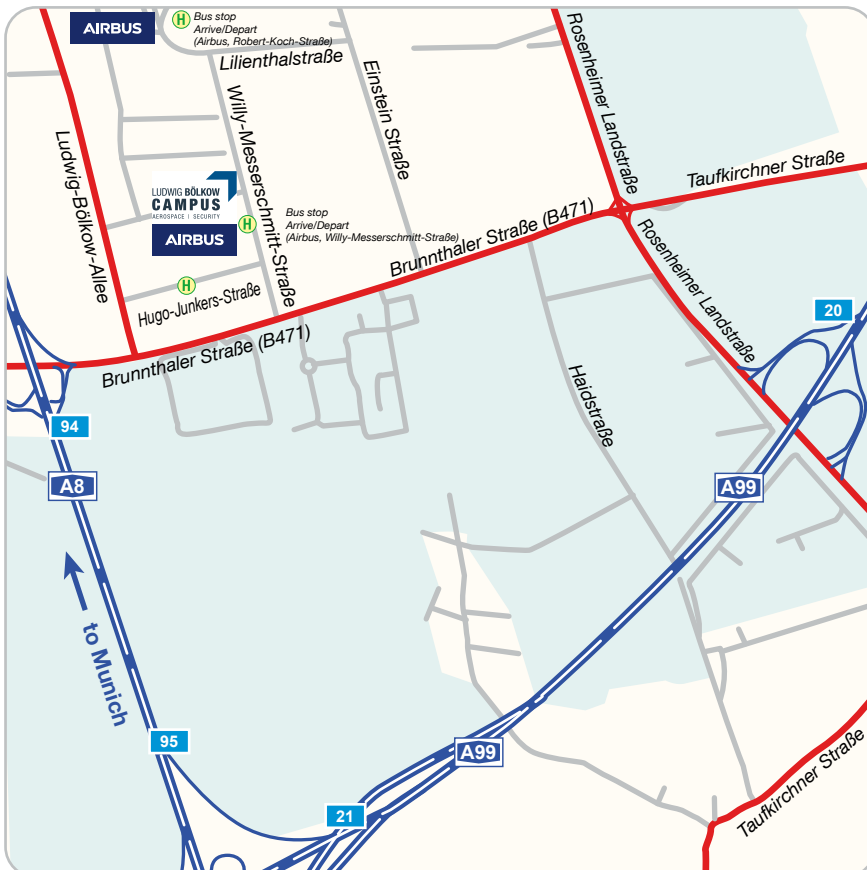 AIRBUS
H
Bus stop
Arrive/Depart
(Airbus, Robert-Koch-Straße)
Lilienthalstraße
Rosenheimer Landstraße
Einstein Straße
Willy-Messerschmitt-Straße
Ludwig-Bölkow-Allee
Taufkirchner Straße
LUDWIG BÖLKOW
CAMPUS
AEROSPACE | SECURITY
AIRBUS
H
Bus stop
Arrive/Depart
(Airbus, Willy-Messerschmitt-Straße)
Brunnthaler Straße (B471)
Rosenheimer Landstraße
H
Hugo-Junkers-Straße
20
Brunnthaler Straße (B471)
Haidstraße
94
A8
A99
to Munich
95
A99
21
Taufkirchner Straße